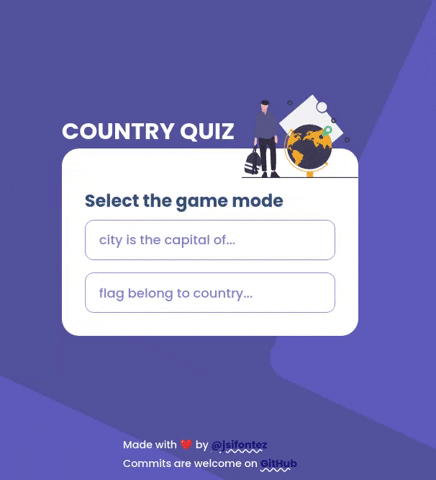 COUNTRY QUIZ
Select the game mode
city is the capital of...
flag belong to country...
Made with ❤️ by @jsifontez
Commits are welcome on GitHub